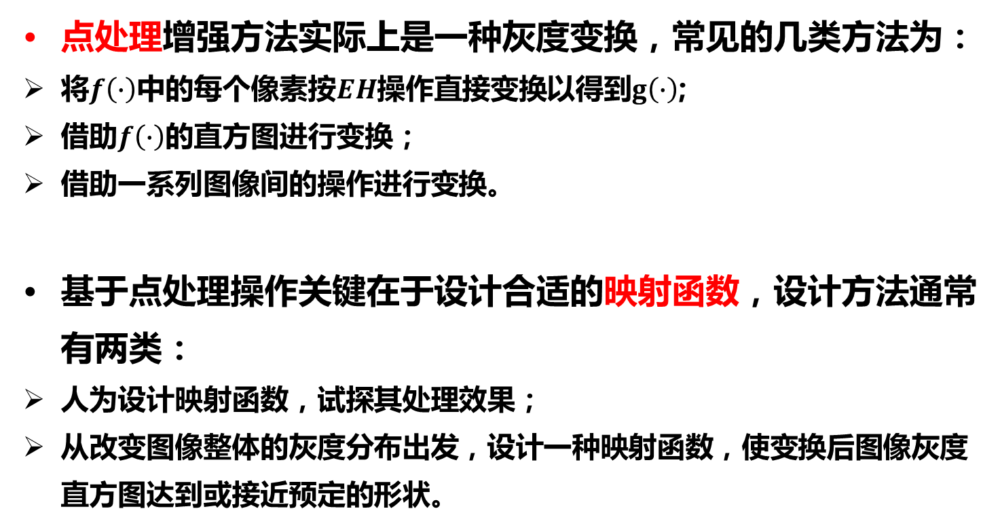 • 点处理增强方法实际上是一种灰度变换，常见的几类方法为：
➢ 将f(·)中的每个像素按EH操作直接变换以得到g(·);
➢ 借助f(·)的直方图进行变换；
➢ 借助一系列图像间的操作进行变换。
• 基于点处理操作关键在于设计合适的映射函数，设计方法通常
有两类：
➢ 人为设计映射函数，试探其处理效果；
➢ 从改变图像整体的灰度分布出发，设计一种映射函数，使变换后图像灰度
直方图达到或接近预定的形状。